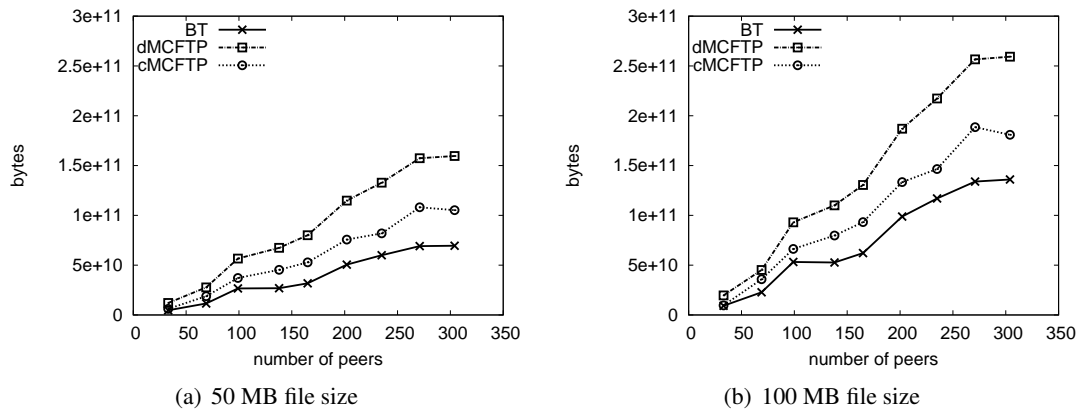 3e+11
2.5e+11
2e+11
1.5e+11
1e+11
5e+10
0
bytes
BT
dMCFTP
cMCFTP
0 50 100 150 200 250 300 350
number of peers
(a) 50 MB file size
3e+11
2.5e+11
2e+11
1.5e+11
1e+11
5e+10
0
bytes
BT
dMCFTP
cMCFTP
0 50 100 150 200 250 300 350
number of peers
(b) 100 MB file size